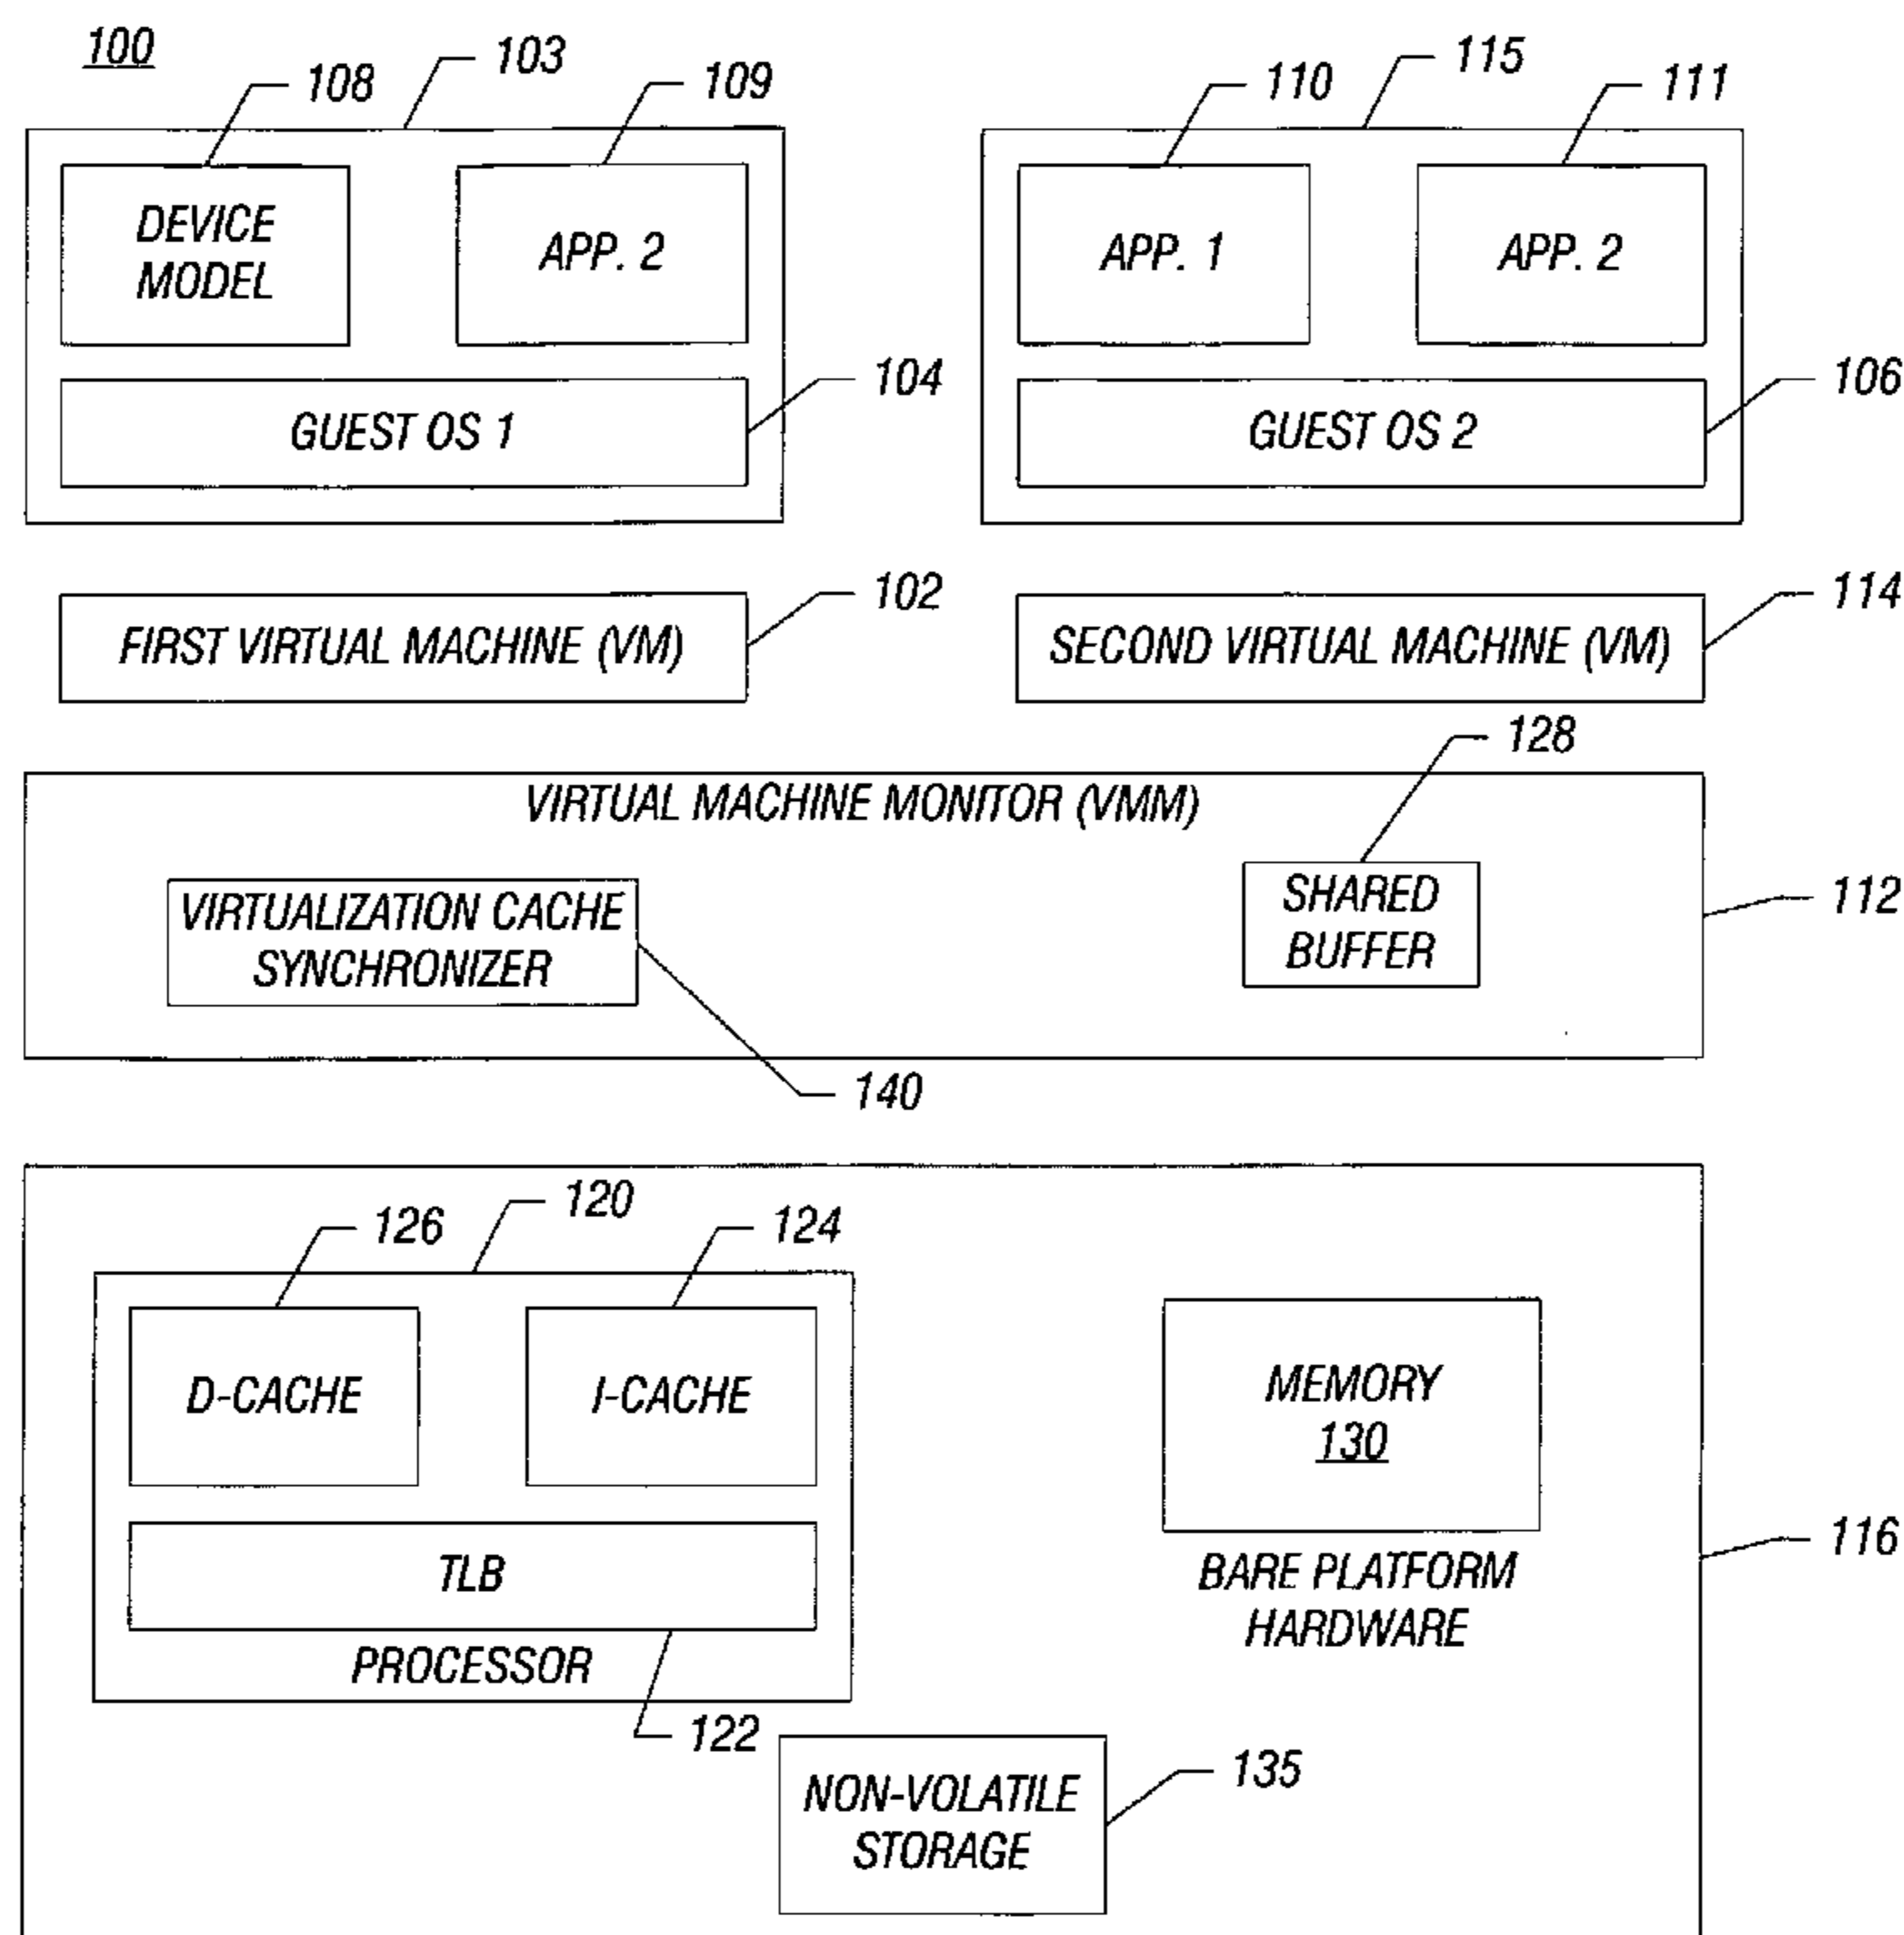 100
103
115
108
109
110
111
DEVICE
MODEL
APP. 2
APP. 1
APP. 2
104
106
GUEST OS 1
GUEST OS 2
102
114
FIRST VIRTUAL MACHINE (VM)
SECOND VIRTUAL MACHINE (VM)
128
VIRTUAL MACHINE MONITOR (VMM)
VIRTUALIZATION CACHE
SYNCHRONIZER
SHARED
BUFFER
112
140
120
126
124
D-CACHE
I-CACHE
MEMORY
130
TLB
BARE PLATFORM
HARDWARE
116
PROCESSOR
122
135
NON-VOLATILE
STORAGE